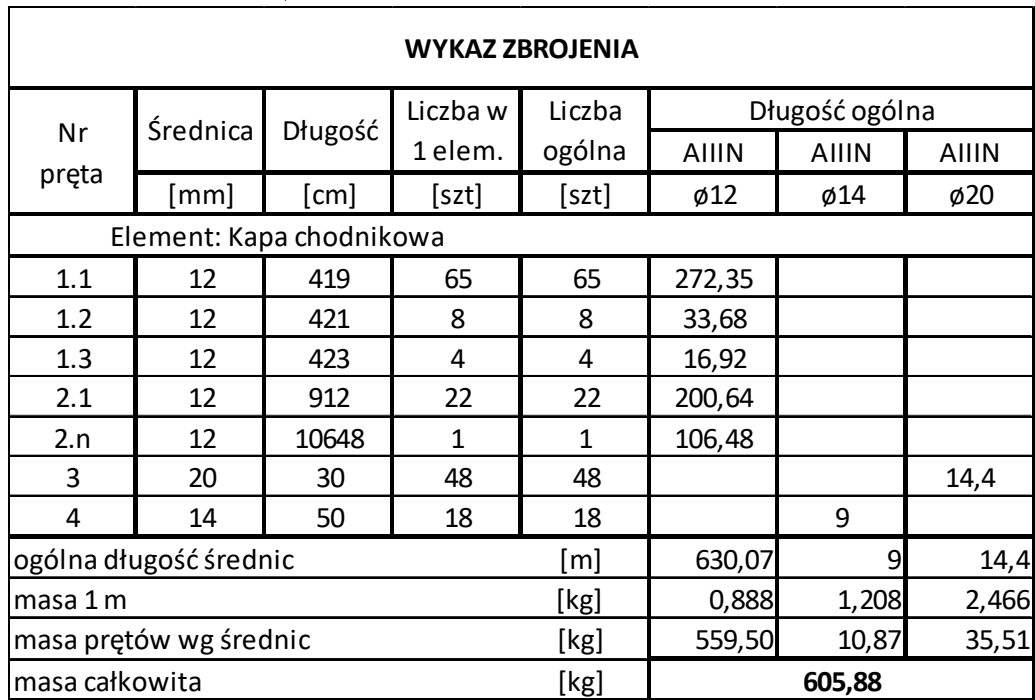 WYKAZ ZBROJENIA
Nr pręta Średnica Długość Liczba w 1 elem. Liczba ogólna Długość ogólna
AIIIN AIIIN AIIIN
[mm] [cm] [szt] [szt] ø12 ø14 ø20
Element: Kapa chodnikowa
1.1 12 419 65 65 272,35
1.2 12 421 8 8 33,68
1.3 12 423 4 4 16,92
2.1 12 912 22 22 200,64
2.n 12 10648 1 1 106,48
3 20 30 48 48 14,4
4 14 50 18 18 9
ogólna długość średnic [m] 630,07 9 14,4
masa 1 m [kg] 0,888 1,208 2,466
masa prętów wg średnic [kg] 559,50 10,87 35,51
masa całkowita [kg] 605,88